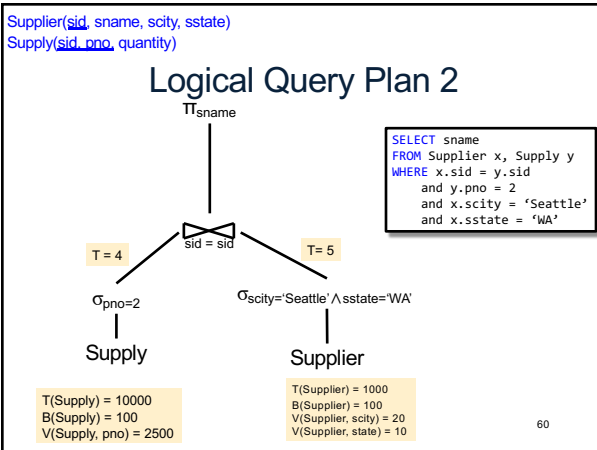 Supplier(sid, sname, scity, sstate)
Supply(sid, pno, quantity)
Logical Query Plan 2
πsname
SELECT sname
FROM Supplier x, Supply y
WHERE x.sid = y.sid
and y.pno = 2
and x.scity = ‘Seattle’
and x.sstate = ‘WA’
sid = sid
T = 4
T= 5
σpno=2
σscity=‘Seattle’∧sstate=‘WA’
Supply
Supplier
T(Supply) = 10000
B(Supply) = 100
V(Supply, pno) = 2500
T(Supplier) = 1000
B(Supplier) = 100
V(Supplier, scity) = 20
V(Supplier, state) = 10
60